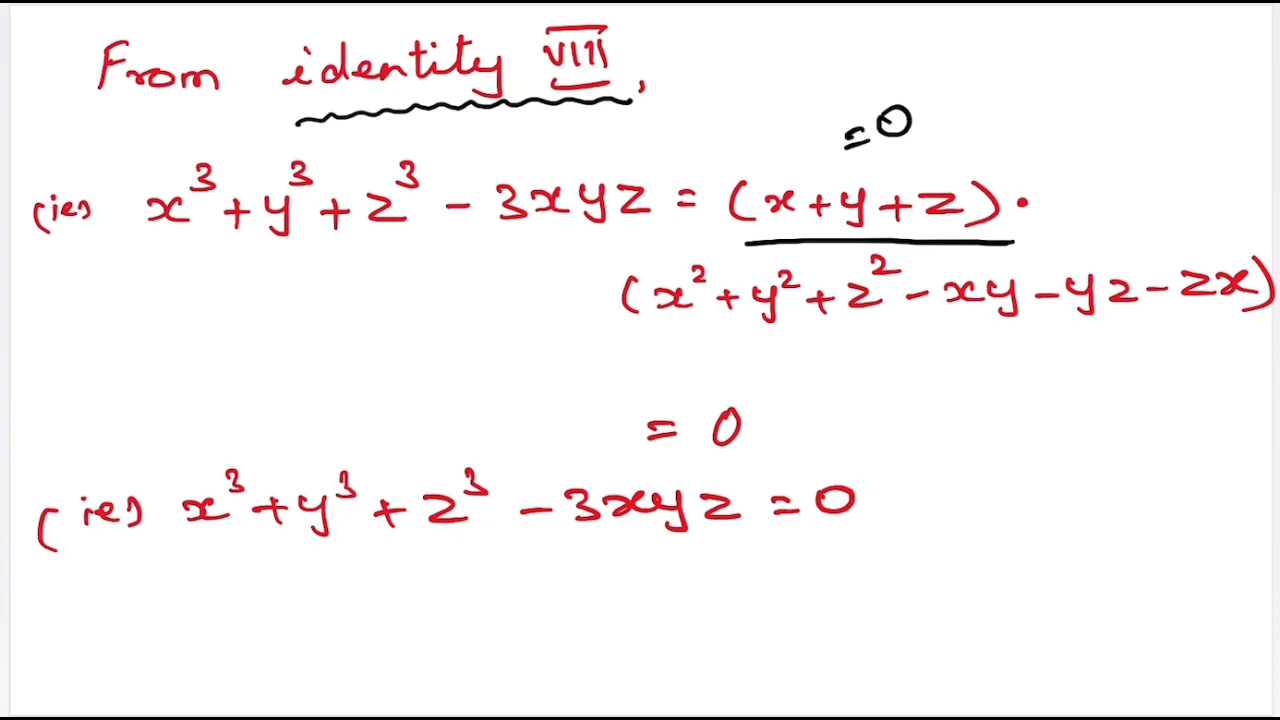 From identity VIII,
= 0
(ie) x³ + y³ + z³ - 3xyz = (x + y + z) ·
(x² + y² + z² - xy - yz - zx)
= 0
(ie) x³ + y³ + z³ - 3xyz = 0